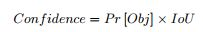 Confidence = Pr [Obj] × IoU